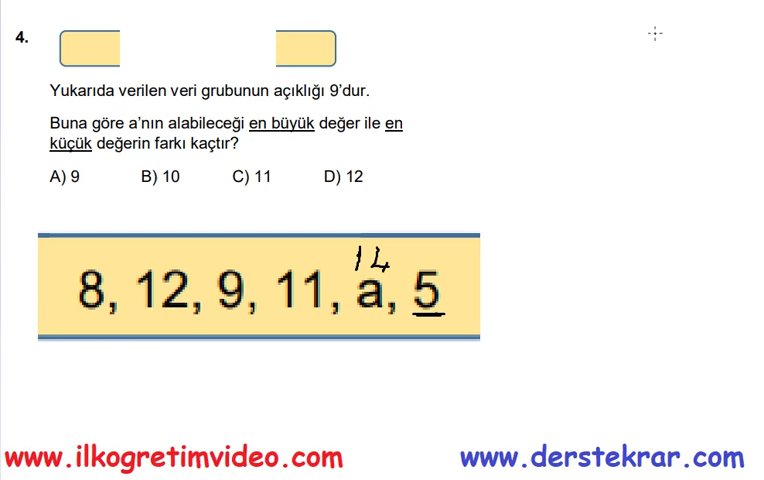 4.
Yukarıda verilen veri grubunun açıklığı 9'dur.
Buna göre a'nın alabileceği en büyük değer ile en
küçük değerin farkı kaçtır?
A) 9 B) 10 C) 11 D) 12
14
8, 12, 9, 11, a, 5
www.ilkogretimvideo.com www.derstekrar.com